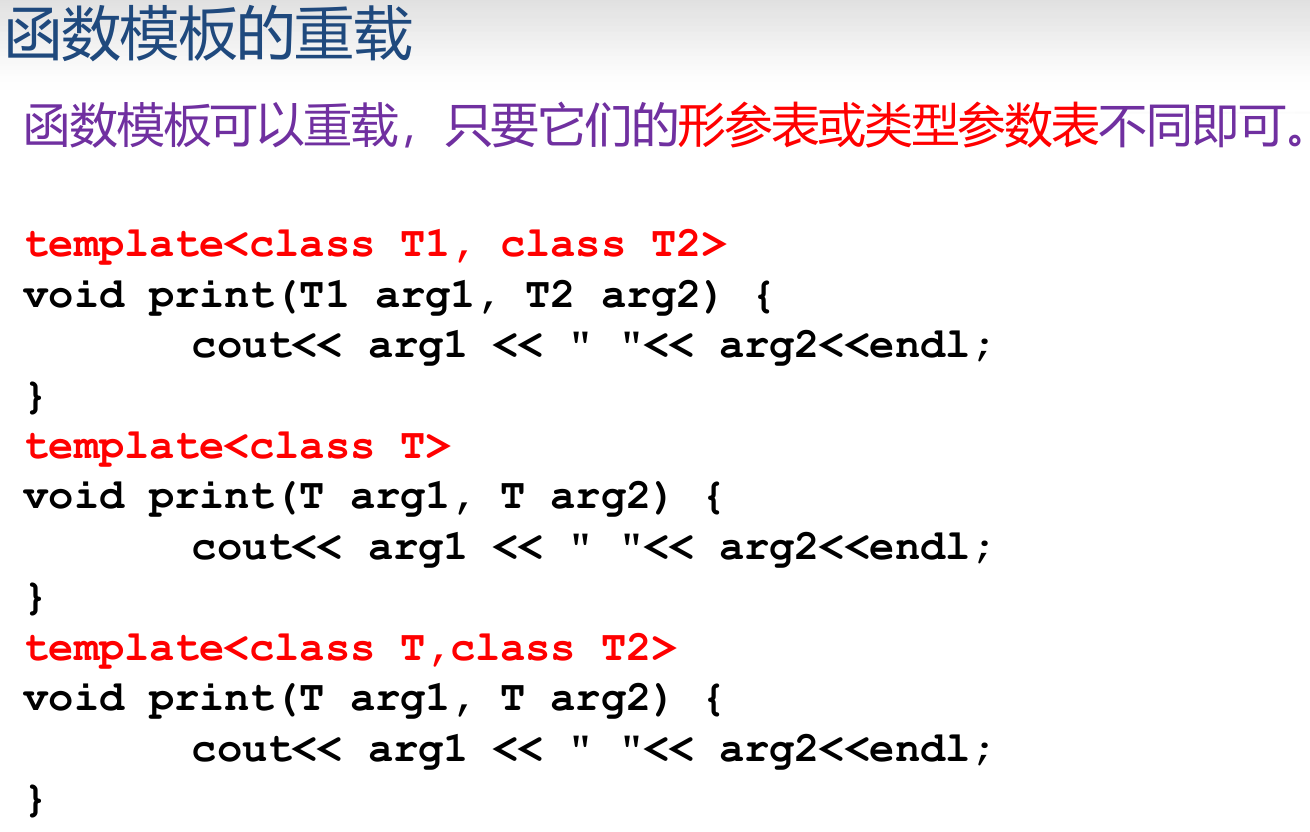 函数模板的重载
函数模板可以重载，只要它们的形参表或类型参数表不同即可。
template<class T1, class T2>
void print(T1 arg1, T2 arg2) {
cout<< arg1 << " "<< arg2<<endl;
}
template<class T>
void print(T arg1, T arg2) {
cout<< arg1 << " "<< arg2<<endl;
}
template<class T,class T2>
void print(T arg1, T arg2) {
cout<< arg1 << " "<< arg2<<endl;
}